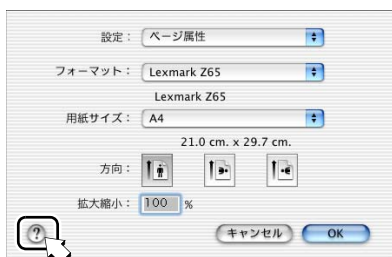 設定： ページ属性
フォーマット： Lexmark Z65
Lexmark Z65
用紙サイズ： A4
21.0 cm. x 29.7 cm.
方向：
拡大縮小： 100 %
? キャンセル OK